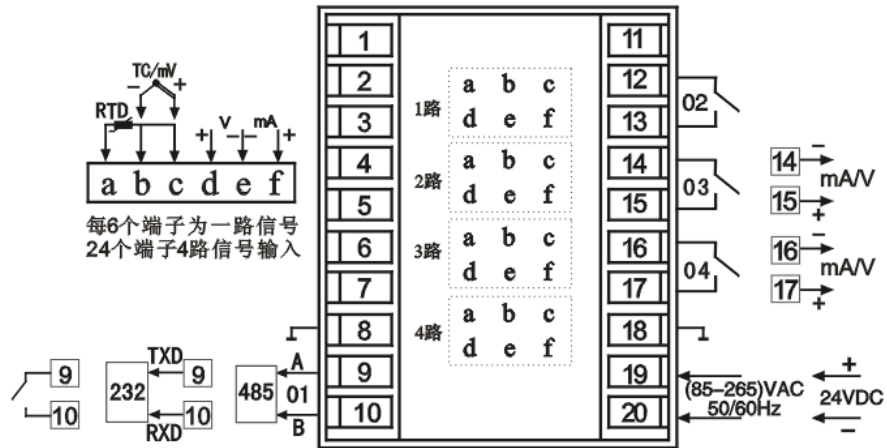 TC/mV
- +
RTD
+ V - - mA +
a b c d e f
每6个端子为一路信号
24个端子4路信号输入
1
2
3
4
5
6
7
8
9
10
1路
a b c
d e f
2路
a b c
d e f
3路
a b c
d e f
4路
a b c
d e f
11
12
13
14
15
16
17
18
19
20
02
03
04
14 -
mA/V
15 +
16 -
mA/V
17 +
9
10
232
TXD 9
RXD 10
485
A
01
B
(85-265)VAC
50/60Hz
+
24VDC
-